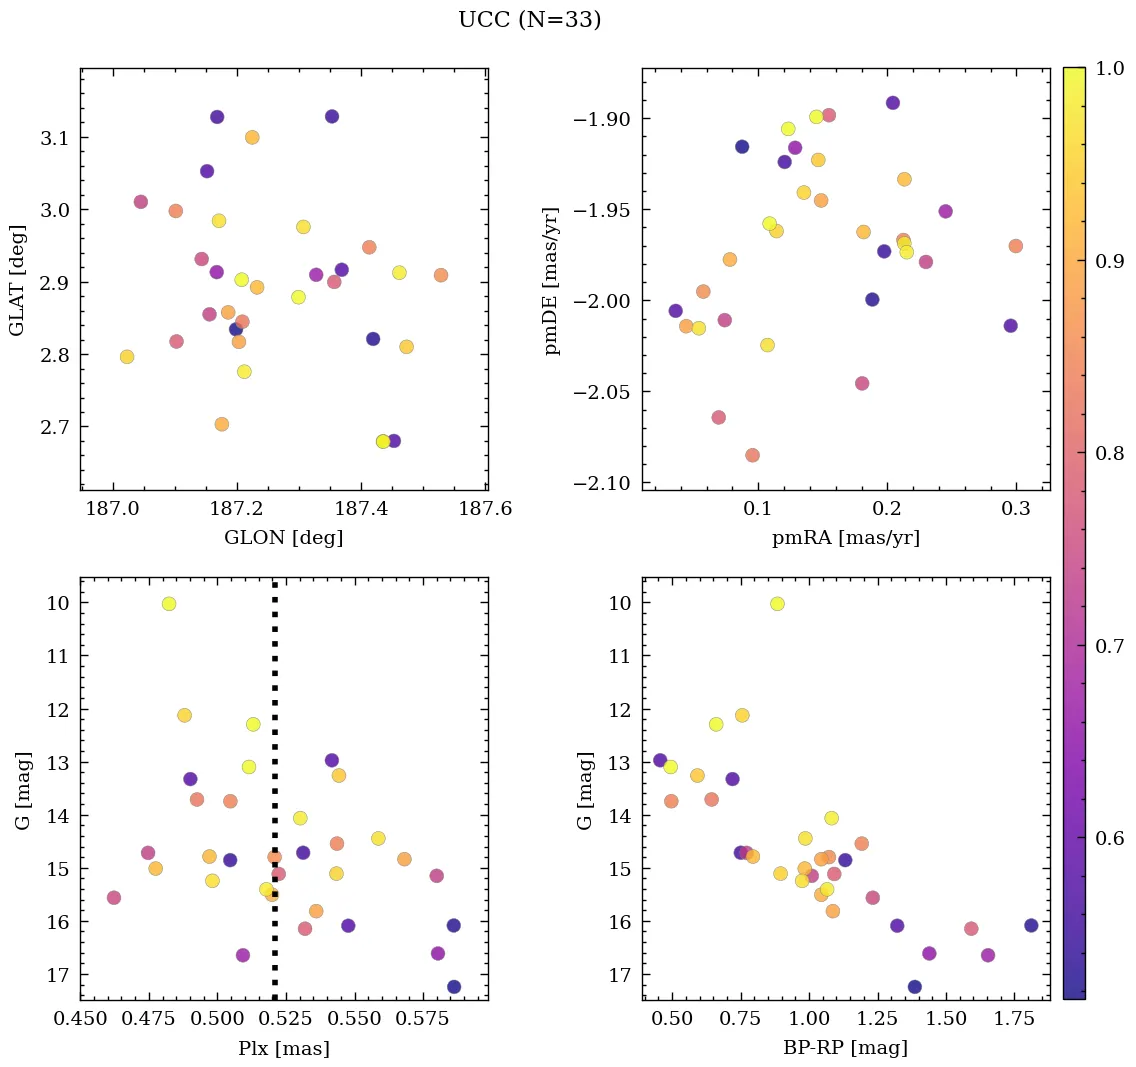 UCC (N=33)
3.1
3.0
2.9
2.8
2.7
GLAT [deg]
187.0 187.2 187.4 187.6
GLON [deg]
−1.90
−1.95
−2.00
−2.05
−2.10
pmDE [mas/yr]
0.1 0.2 0.3
pmRA [mas/yr]
10
11
12
13
14
15
16
17
G [mag]
0.450 0.475 0.500 0.525 0.550 0.575
Plx [mas]
10
11
12
13
14
15
16
17
G [mag]
0.50 0.75 1.00 1.25 1.50 1.75
BP-RP [mag]
1.0
0.9
0.8
0.7
0.6